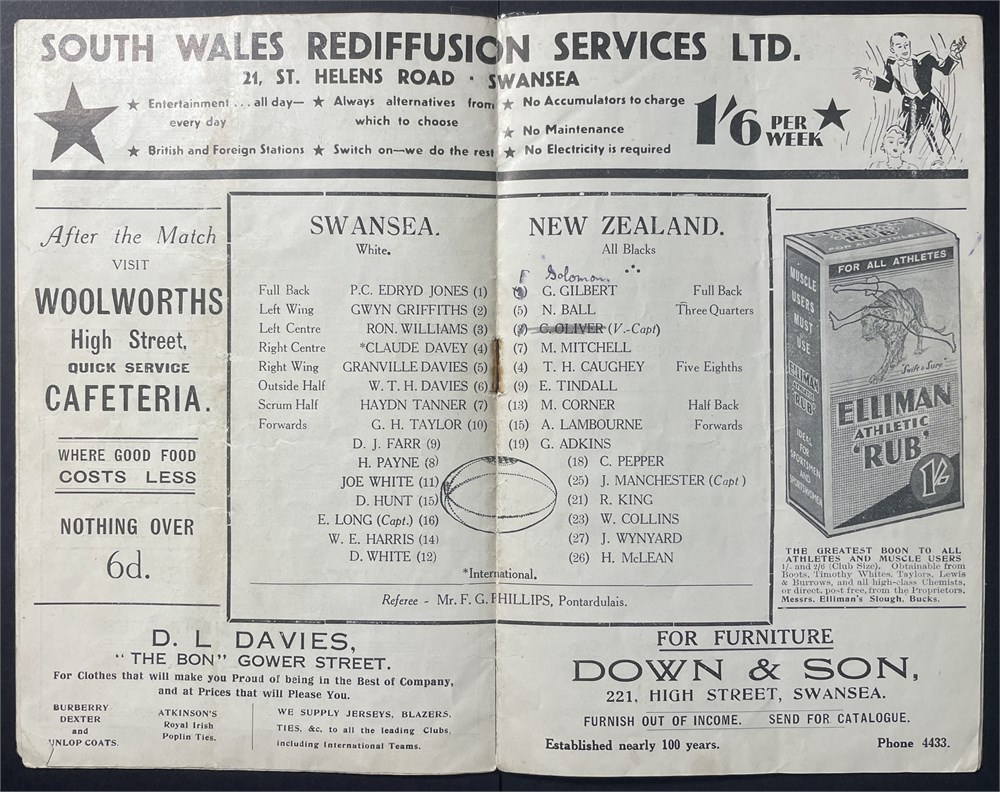 SOUTH WALES REDIFFUSION SERVICES LTD.
21, ST. HELENS ROAD · SWANSEA
★ Entertainment ... all day—
every day
★ British and Foreign Stations
★ Always alternatives from
which to choose
★ Switch on—we do the rest
★ No Accumulators to charge
★ No Maintenance
★ No Electricity is required
1/6 PER
WEEK
After the Match
VISIT
WOOLWORTHS
High Street,
QUICK SERVICE
CAFETERIA.
WHERE GOOD FOOD
COSTS LESS
NOTHING OVER
6d.
SWANSEA.
White.
Full Back P.C. EDRYD JONES (1)
Left Wing GWYN GRIFFITHS (2)
Left Centre RON. WILLIAMS (3)
Right Centre *CLAUDE DAVEY (4)
Right Wing GRANVILLE DAVIES (5)
Outside Half W. T. H. DAVIES (6)
Scrum Half HAYDN TANNER (7)
Forwards G. H. TAYLOR (10)
D. J. FARR (9)
H. PAYNE (8)
JOE WHITE (11)
D. HUNT (15)
E. LONG (Capt.) (16)
W. E. HARRIS (14)
D. WHITE (12)
NEW ZEALAND.
All Blacks
Solomon
G. GILBERT Full Back
(5) N. BALL Three Quarters
C. OLIVER (V.-Capt)
(7) M. MITCHELL
(4) T. H. CAUGHEY Five Eighths
(9) E. TINDALL
(13) M. CORNER Half Back
(15) A. LAMBOURNE Forwards
(19) G. ADKINS
(18) C. PEPPER
(25) J. MANCHESTER (Capt)
(21) R. KING
(23) W. COLLINS
(27) J. WYNYARD
(26) H. McLEAN
*International.
Referee - Mr. F. G. PHILLIPS, Pontardulais.
FOR ALL ATHLETES
FOR ALL ATHLETES
MUSCLE
USERS
MUST
USE
ELLIMAN
ATHLETIC
'RUB'
IDEAL
FOR
SPORTSMEN
AND
SPORTSWOMEN
Swift & Sure
ELLIMAN
ATHLETIC
'RUB'
1/6
THE GREATEST BOON TO ALL
ATHLETES AND MUSCLE USERS
1/- and 2/6 (Club Size). Obtainable from
Boots, Timothy Whites, Taylors, Lewis
& Burrows, and all high-class Chemists,
or direct, post free, from the Proprietors.
Messrs. Elliman's Slough, Bucks.
D. L DAVIES,
"THE BON" GOWER STREET.
For Clothes that will make you Proud of being in the Best of Company,
and at Prices that will Please You.
BURBERRY
DEXTER
and
UNLOP COATS.
ATKINSON'S
Royal Irish
Poplin Ties.
WE SUPPLY JERSEYS, BLAZERS,
TIES, &c. to all the leading Clubs,
including International Teams.
FOR FURNITURE
DOWN & SON,
221, HIGH STREET, SWANSEA.
FURNISH OUT OF INCOME. SEND FOR CATALOGUE.
Established nearly 100 years. Phone 4433.